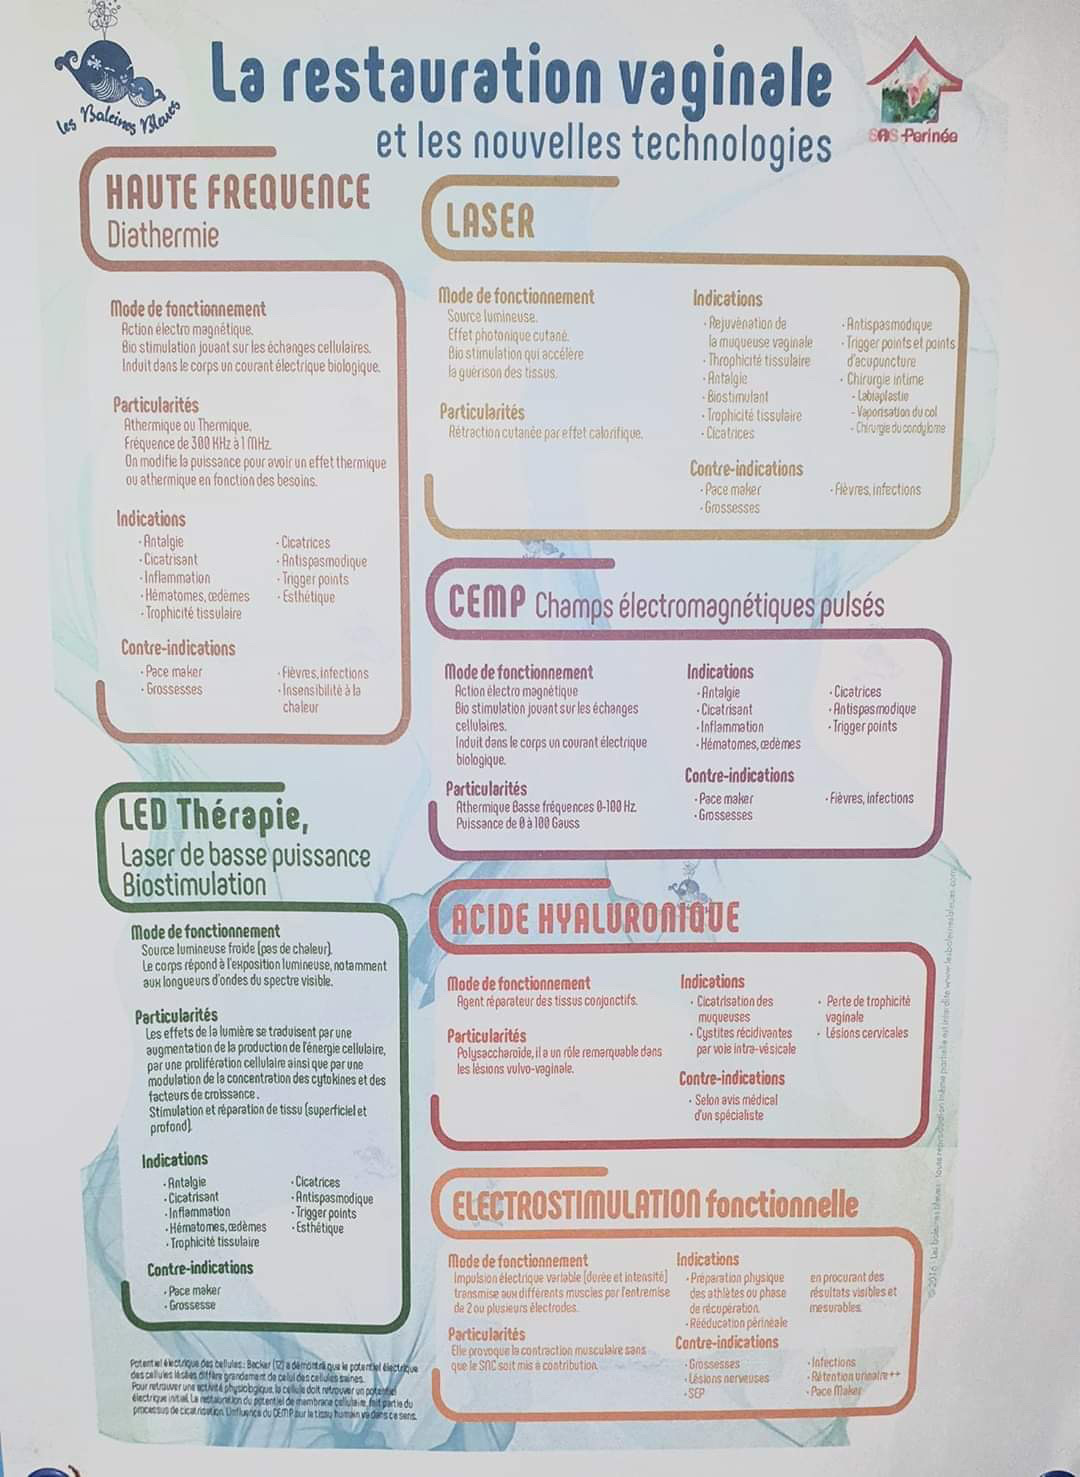 Les Baleines Bleues
La restauration vaginale
et les nouvelles technologies
SOS-Perinée
HAUTE FREQUENCE
Diathermie
Mode de fonctionnement
Action électro magnétique.
Bio stimulation jouant sur les échanges cellulaires.
Induit dans le corps un courant électrique biologique.
Particularités
Athermique ou Thermique.
Fréquence de 300 KHz à 1 MHz.
On modifie la puissance pour avoir un effet thermique
ou athermique en fonction des besoins.
Indications
· Antalgie
· Cicatrisant
· Inflammation
· Hématomes, œdèmes
· Trophicité tissulaire
· Cicatrices
· Antispasmodique
· Trigger points
· Esthétique
Contre-indications
· Pace maker
· Grossesses
· Fièvres, infections
· Insensibilité à la
chaleur
LASER
Mode de fonctionnement
Source lumineuse.
Effet photonique cutané.
Bio stimulation qui accélère
la guérison des tissus.
Particularités
Rétraction cutanée par effet calorifique.
Indications
· Rejuvénation de
la muqueuse vaginale
· Throphicité tissulaire
· Antalgie
· Biostimulant
· Trophicité tissulaire
· Cicatrices
· Antispasmodique
· Trigger points et points
d'acupuncture
· Chirurgie intime
- Labiaplastie
- Vaporisation du col
- Chirurgie du condylome
Contre-indications
· Pace maker
· Grossesses
· Fièvres, infections
CEMP Champs électromagnétiques pulsés
Mode de fonctionnement
Action électro magnétique
Bio stimulation jouant sur les échanges
cellulaires.
Induit dans le corps un courant électrique
biologique.
Particularités
Athermique Basse fréquences 0-100 Hz.
Puissance de 0 à 100 Gauss
Indications
· Antalgie
· Cicatrisant
· Inflammation
· Hématomes, œdèmes
· Cicatrices
· Antispasmodique
· Trigger points
Contre-indications
· Pace maker
· Grossesses
· Fièvres, infections
LED Thérapie,
Laser de basse puissance
Biostimulation
Mode de fonctionnement
Source lumineuse froide (pas de chaleur).
Le corps répond à l'exposition lumineuse, notamment
aux longueurs d'ondes du spectre visible.
Particularités
Les effets de la lumière se traduisent par une
augmentation de la production de l'énergie cellulaire,
par une prolifération cellulaire ainsi que par une
modulation de la concentration des cytokines et des
facteurs de croissance.
Stimulation et réparation de tissu (superficiel et
profond).
Indications
· Antalgie
· Cicatrisant
· Inflammation
· Hématomes, œdèmes
· Trophicité tissulaire
· Cicatrices
· Antispasmodique
· Trigger points
· Esthétique
Contre-indications
· Pace maker
· Grossesse
ACIDE HYALURONIQUE
Mode de fonctionnement
Agent réparateur des tissus conjonctifs.
Particularités
Polysaccharoïde, il a un rôle remarquable dans
les lésions vulvo-vaginale.
Indications
· Cicatrisation des
muqueuses
· Cystites récidivantes
par voie intra-vésicale
· Perte de trophicité
vaginale
· Lésions cervicales
Contre-indications
· Selon avis médical
d'un spécialiste
ELECTROSTIMULATION fonctionnelle
Mode de fonctionnement
Impulsion électrique variable (durée et intensité)
transmise aux différents muscles par l'entremise
de 2 ou plusieurs électrodes.
Particularités
Elle provoque la contraction musculaire sans
que le SNC soit mis à contribution.
Indications
· Préparation physique
des athlètes ou phase
de récupération.
· Rééducation périnéale
en procurant des
résultats visibles et
mesurables.
Contre-indications
· Grossesses
· Lésions nerveuses
· SEP
· Infections
· Rétention urinaire++
· Pace Maker
Potentiel électrique des cellules: Becker (12) a démontré que le potentiel électrique
des cellules lésées diffère grandement de celui des cellules saines.
Pour retrouver une activité physiologique, la cellule doit retrouver un potentiel
électrique initial. La restauration du potentiel de membrane cellulaire, fait partie du
processus de cicatrisation. L'influence du CEMP sur le tissu humain va dans ce sens.
©2016 - Les baleines bleues - toute reproduction même partielle est interdite www.lesbaleinesbleues.com